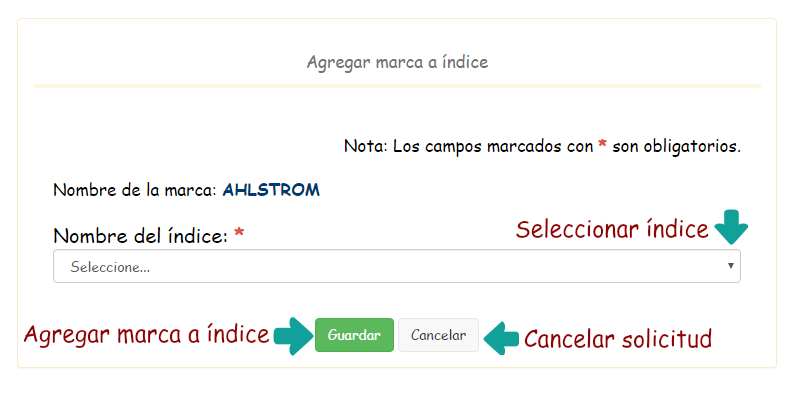 Agregar marca a índice
Nota: Los campos marcados con * son obligatorios.
Nombre de la marca: AHLSTROM
Nombre del índice: *
Seleccionar índice
Seleccione...
Agregar marca a índice
Guardar
Cancelar
Cancelar solicitud